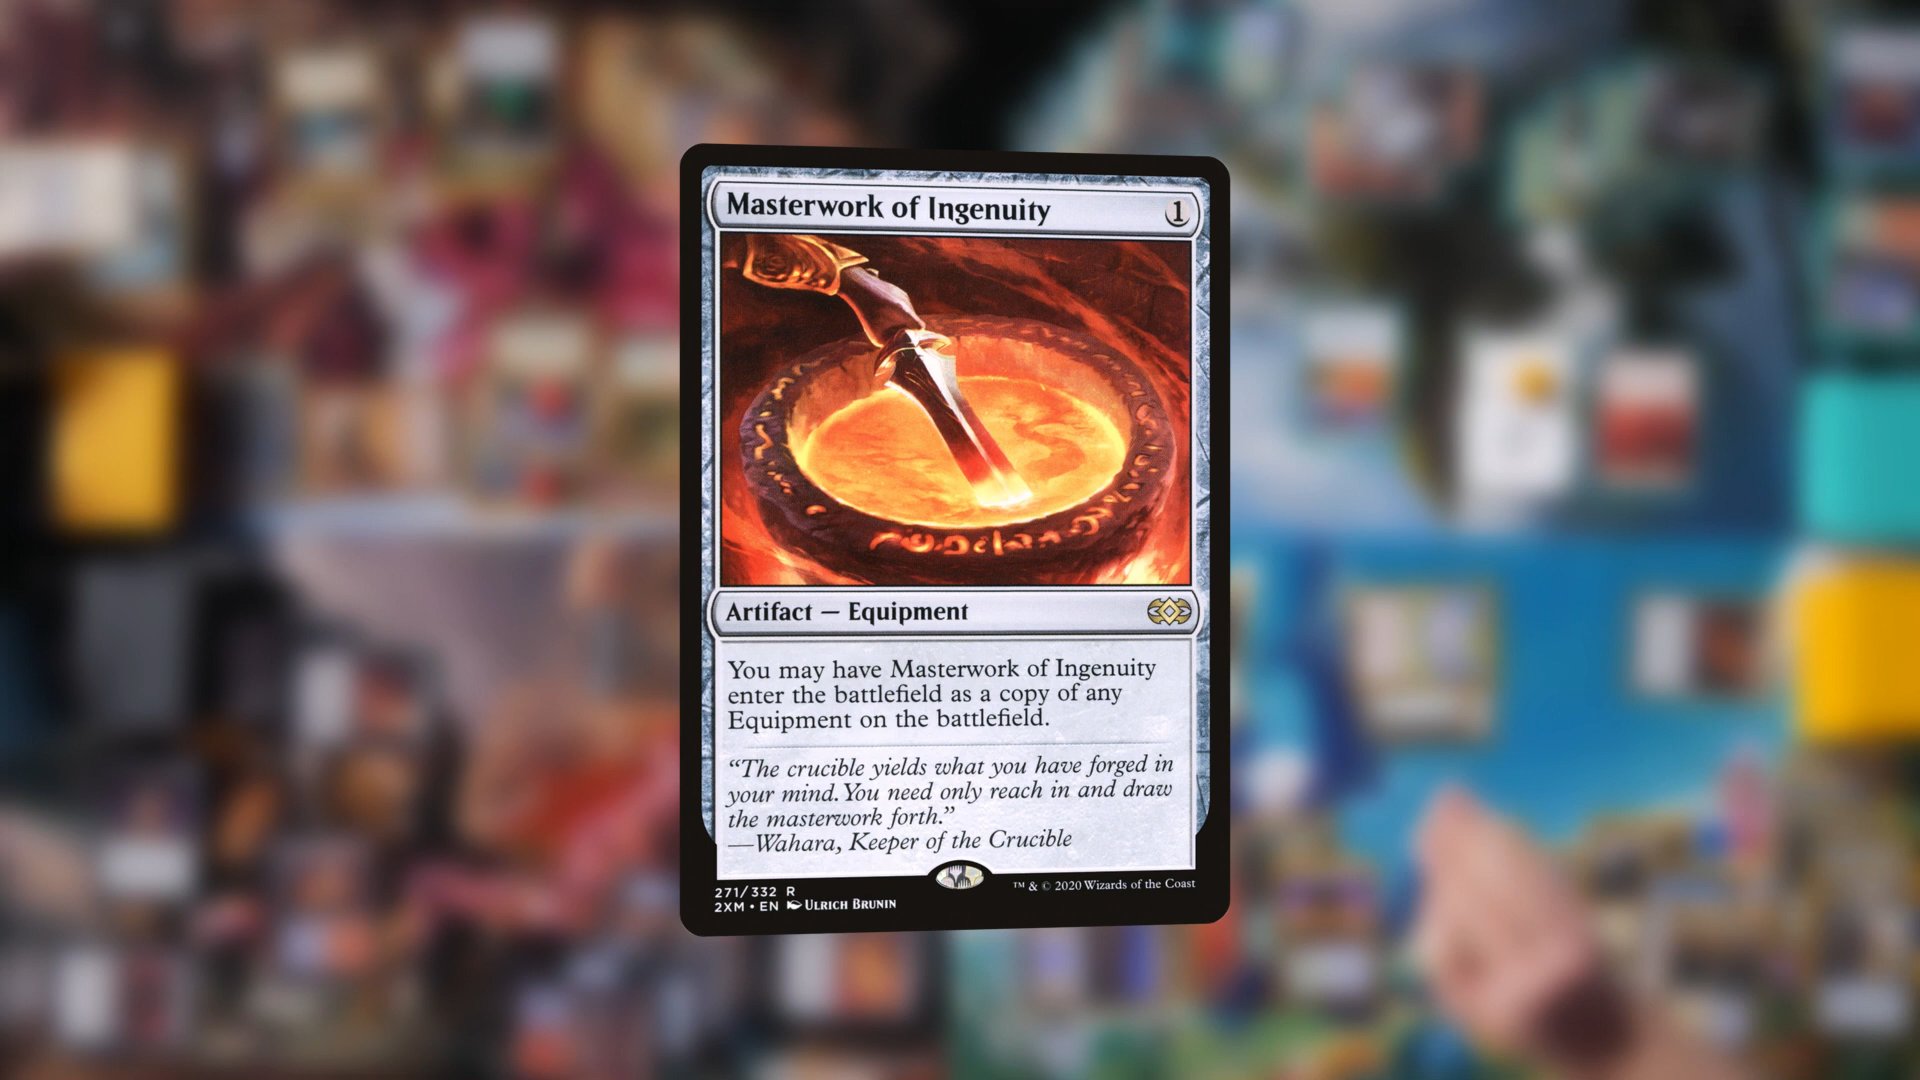 Masterwork of Ingenuity 1
Artifact — Equipment
You may have Masterwork of Ingenuity
enter the battlefield as a copy of any
Equipment on the battlefield.
“The crucible yields what you have forged in
your mind. You need only reach in and draw
the masterwork forth.”
—Wahara, Keeper of the Crucible
271/332 R
2XM • EN ULRICH BRUNIN
™ & © 2020 Wizards of the Coast